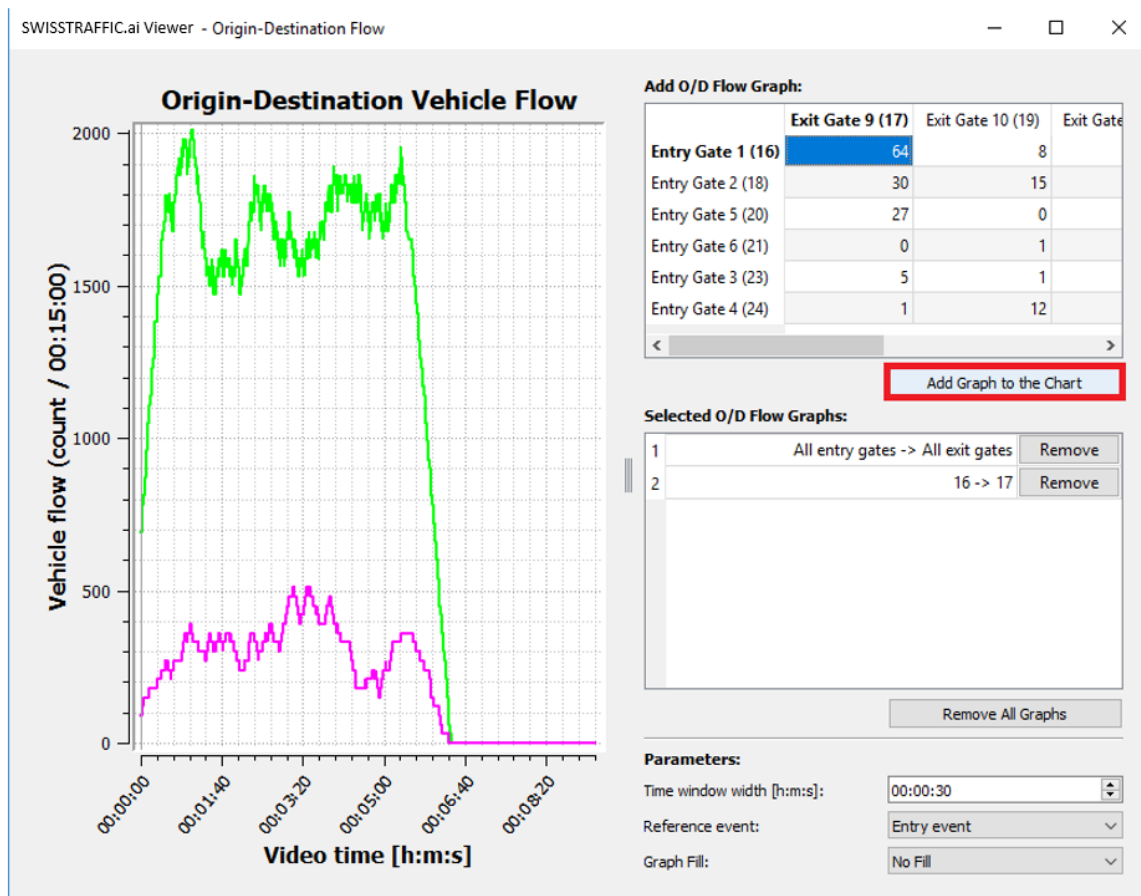 SWISSTRAFFIC.ai Viewer - Origin-Destination Flow
Origin-Destination Vehicle Flow
2000
1500
1000
500
0
Vehicle flow (count / 00:15:00)
00:00:00
00:01:40
00:03:20
00:05:00
00:06:40
00:08:20
Video time [h:m:s]
Add O/D Flow Graph:
Exit Gate 9 (17) Exit Gate 10 (19) Exit Gate
Entry Gate 1 (16) 64 8
Entry Gate 2 (18) 30 15
Entry Gate 5 (20) 27 0
Entry Gate 6 (21) 0 1
Entry Gate 3 (23) 5 1
Entry Gate 4 (24) 1 12
Add Graph to the Chart
Selected O/D Flow Graphs:
1 All entry gates -> All exit gates Remove
2 16 -> 17 Remove
Remove All Graphs
Parameters:
Time window width [h:m:s]: 00:00:30
Reference event: Entry event
Graph Fill: No Fill